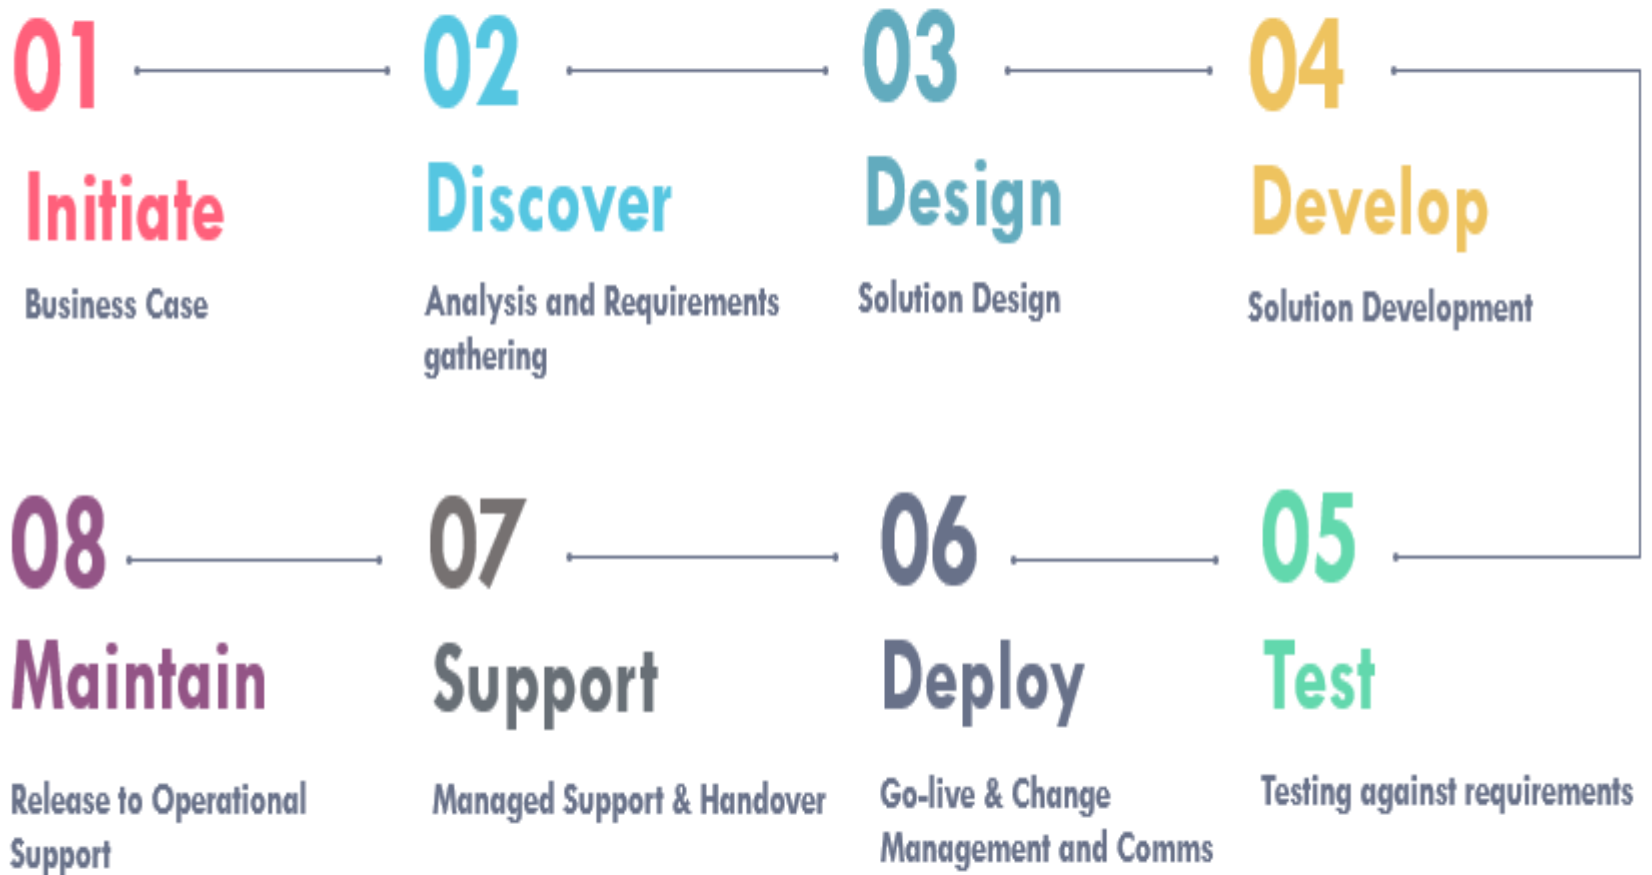 01
Initiate
Business Case
02
Discover
Analysis and Requirements
gathering
03
Design
Solution Design
04
Develop
Solution Development
05
Test
Testing against requirements
06
Deploy
Go-live & Change
Management and Comms
07
Support
Managed Support & Handover
08
Maintain
Release to Operational
Support